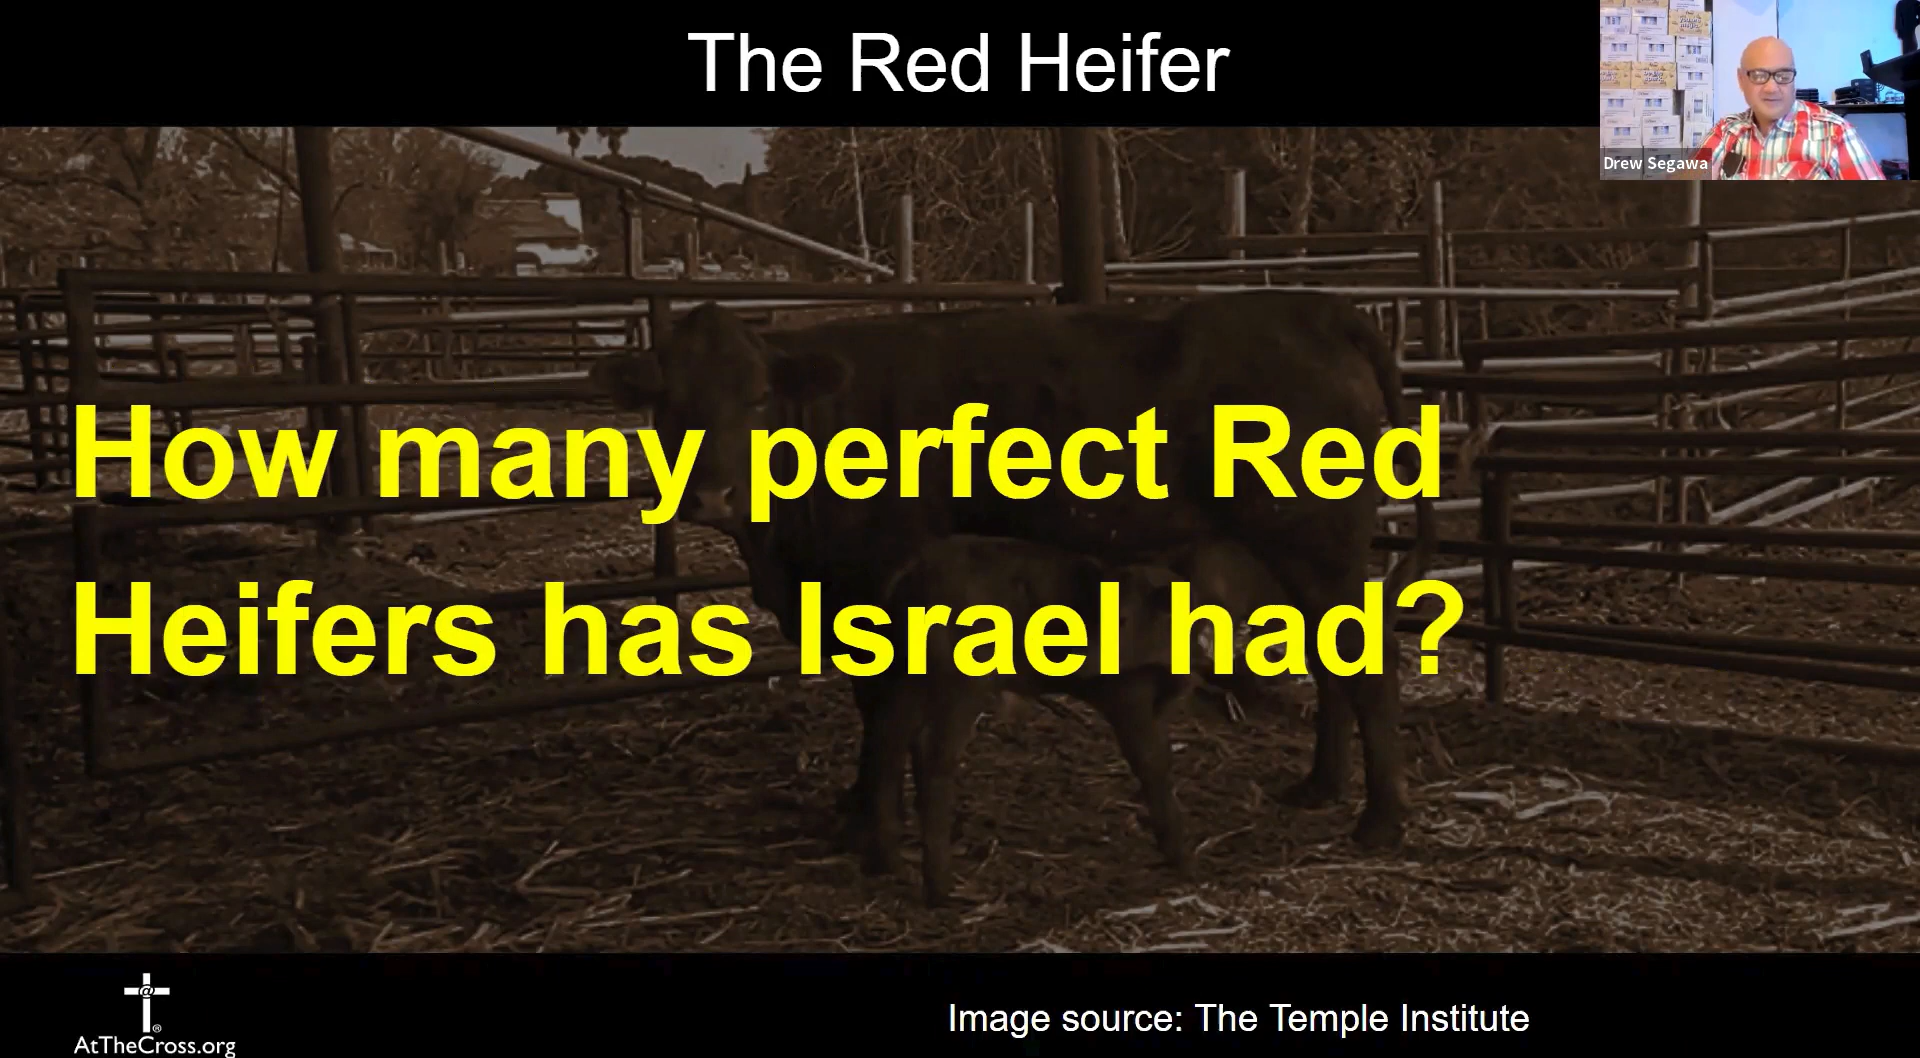 The Red Heifer
Drew Segawa
How many perfect Red
Heifers has Israel had?
@
®
AtTheCross.org
Image source: The Temple Institute